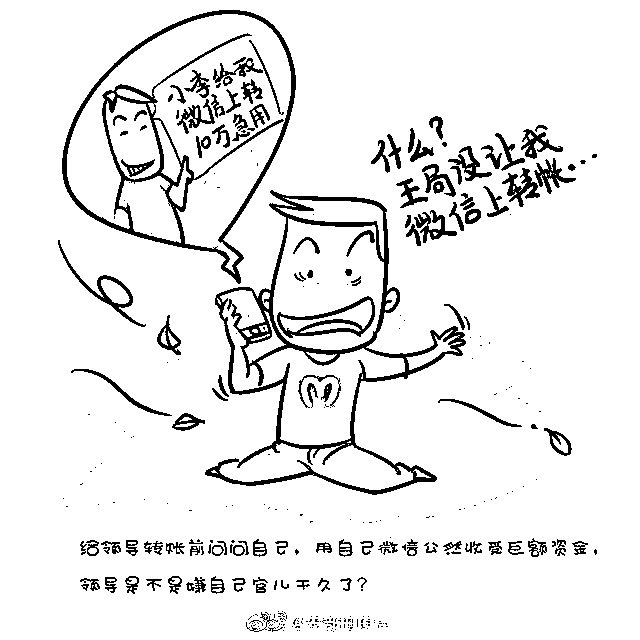 小李给我
微信上转
10万急用
什么？
王局没让我
微信上转帐…
给领导转帐前问问自己，用自己微信公然收受巨额资金，
领导是不是嫌自己官儿干久了？